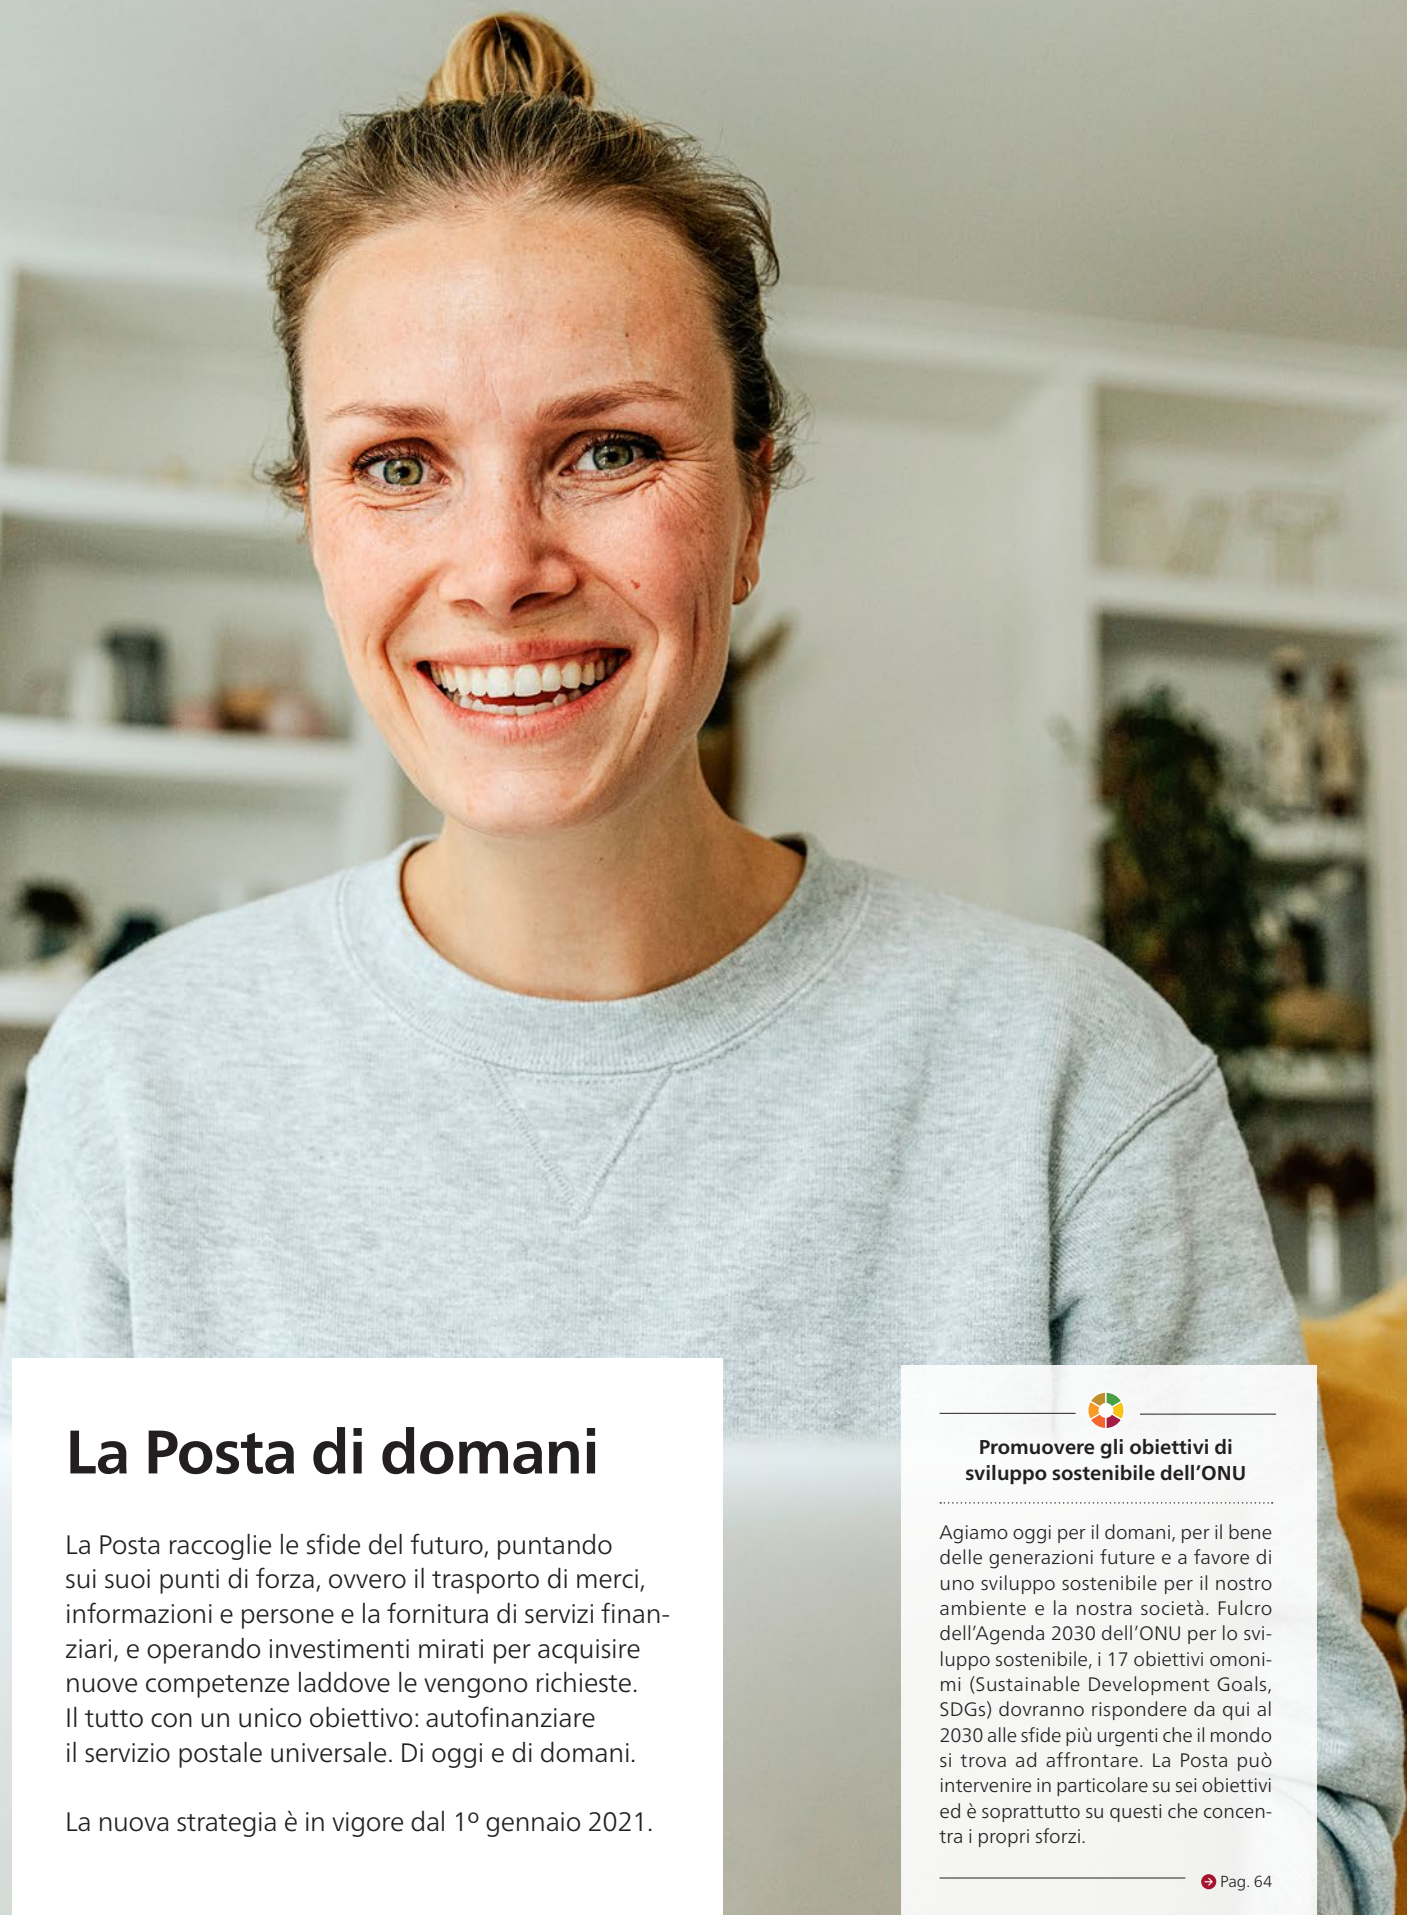 La Posta di domani
La Posta raccoglie le sfide del futuro, puntando
sui suoi punti di forza, ovvero il trasporto di merci,
informazioni e persone e la fornitura di servizi finan-
ziari, e operando investimenti mirati per acquisire
nuove competenze laddove le vengono richieste.
Il tutto con un unico obiettivo: autofinanziare
il servizio postale universale. Di oggi e di domani.
La nuova strategia è in vigore dal 1º gennaio 2021.
Promuovere gli obiettivi di
sviluppo sostenibile dell’ONU
Agiamo oggi per il domani, per il bene
delle generazioni future e a favore di
uno sviluppo sostenibile per il nostro
ambiente e la nostra società. Fulcro
dell’Agenda 2030 dell’ONU per lo svi-
luppo sostenibile, i 17 obiettivi omoni-
mi (Sustainable Development Goals,
SDGs) dovranno rispondere da qui al
2030 alle sfide più urgenti che il mondo
si trova ad affrontare. La Posta può
intervenire in particolare su sei obiettivi
ed è soprattutto su questi che concen-
tra i propri sforzi.
Pag. 64